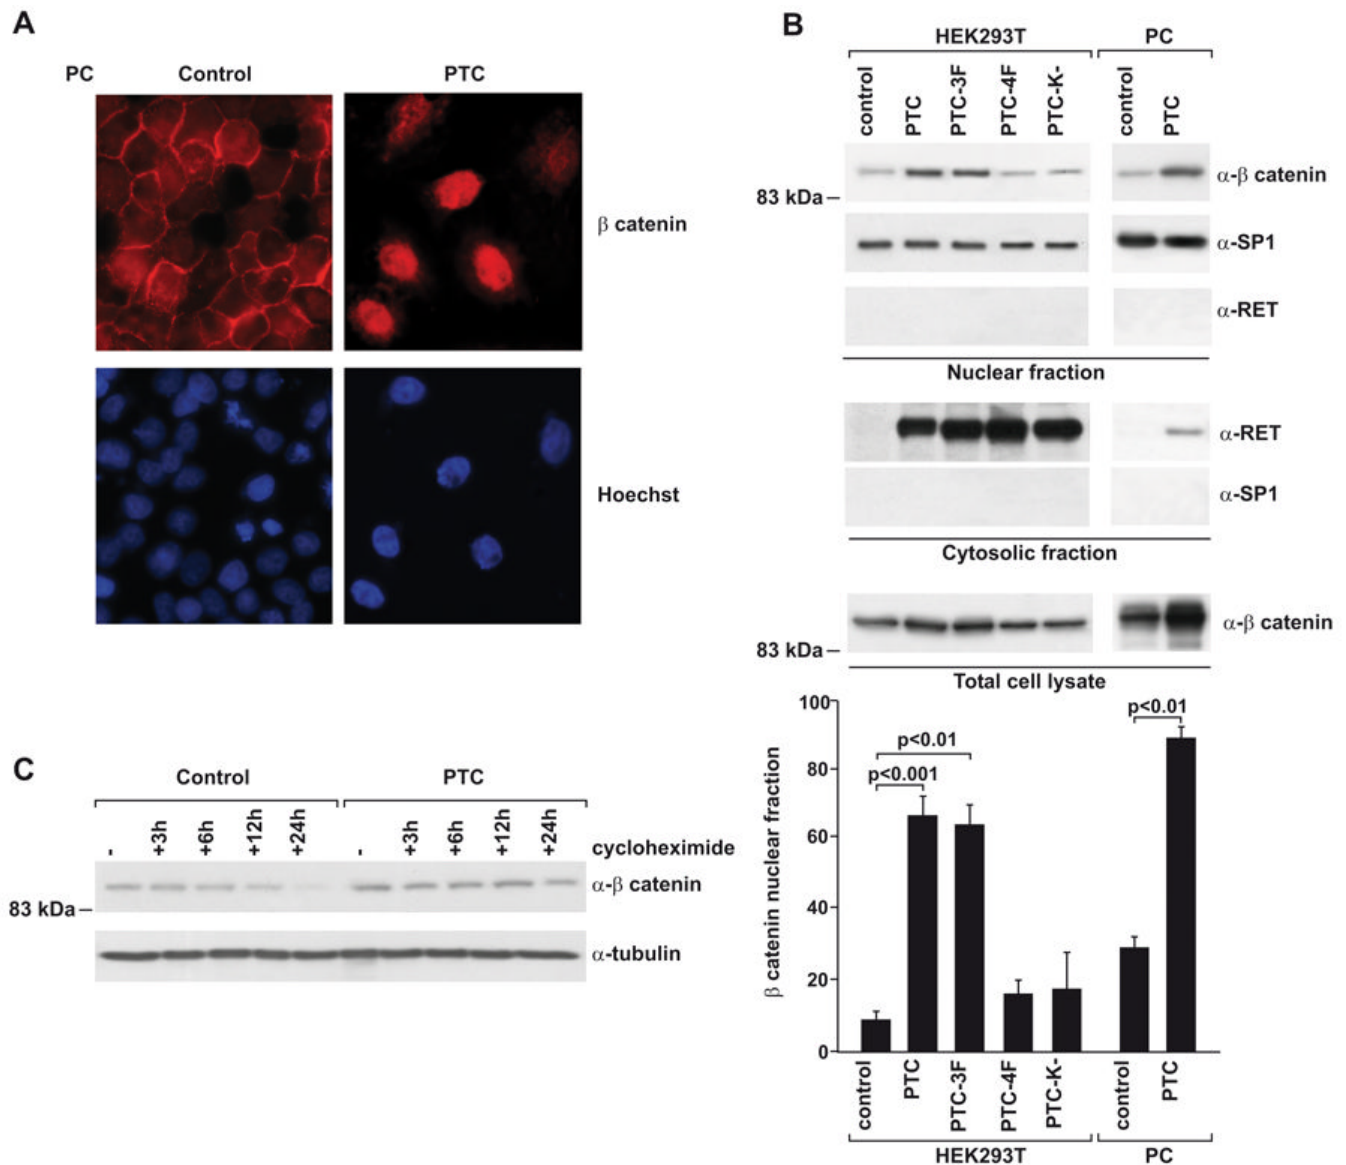 A
PC Control PTC
β catenin
Hoechst
B
HEK293T PC
control PTC PTC-3F PTC-4F PTC-K- control PTC
α-β catenin
83 kDa
α-SP1
α-RET
Nuclear fraction
α-RET
α-SP1
Cytosolic fraction
α-β catenin
83 kDa
Total cell lysate
β catenin nuclear fraction
100
80
60
40
20
0
p<0.01
p<0.01
p<0.001
control PTC PTC-3F PTC-4F PTC-K- control PTC
HEK293T PC
C
Control PTC
- +3h +6h +12h +24h - +3h +6h +12h +24h cycloheximide
α-β catenin
83 kDa
α-tubulin